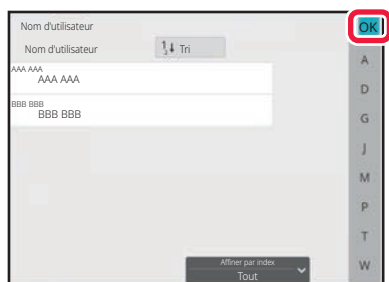 Nom d'utilisateur
OK
Nom d'utilisateur
Tri
AAA AAA
AAA AAA
BBB BBB
BBB BBB
A
D
G
J
M
P
T
W
Affiner par index
Tout